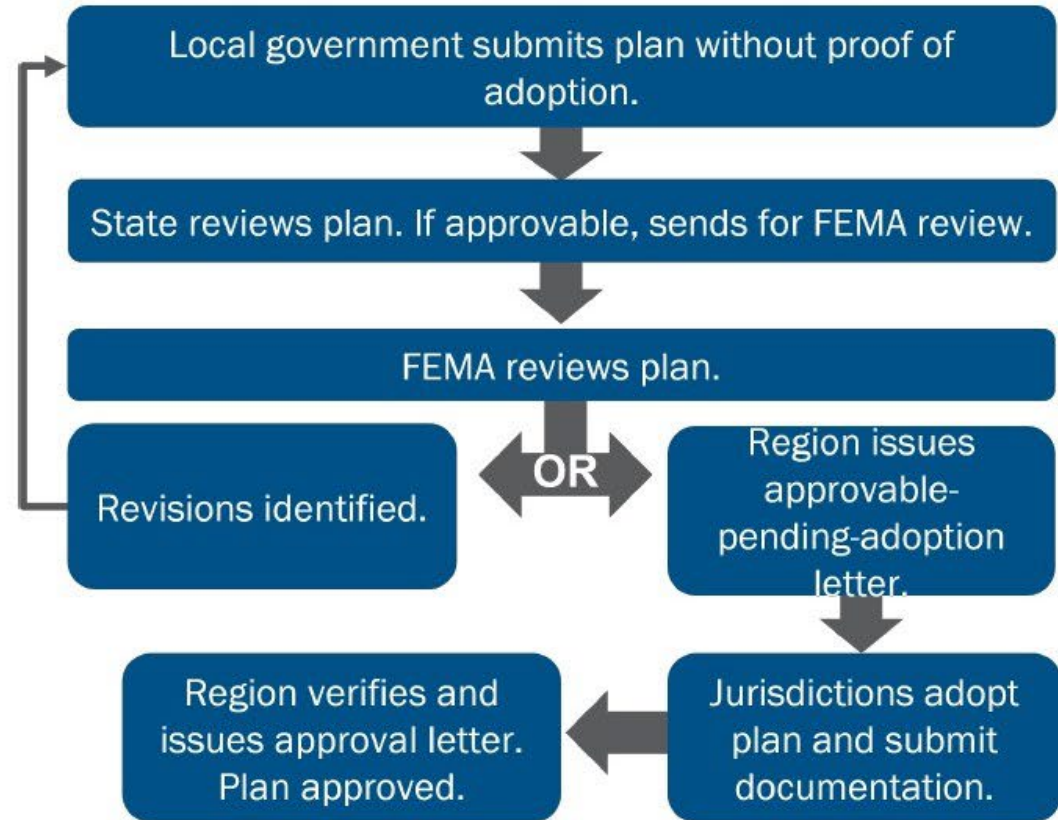 Local government submits plan without proof of
adoption.
State reviews plan. If approvable, sends for FEMA review.
FEMA reviews plan.
OR
Revisions identified.
Region issues
approvable-
pending-adoption
letter.
Jurisdictions adopt
plan and submit
documentation.
Region verifies and
issues approval letter.
Plan approved.